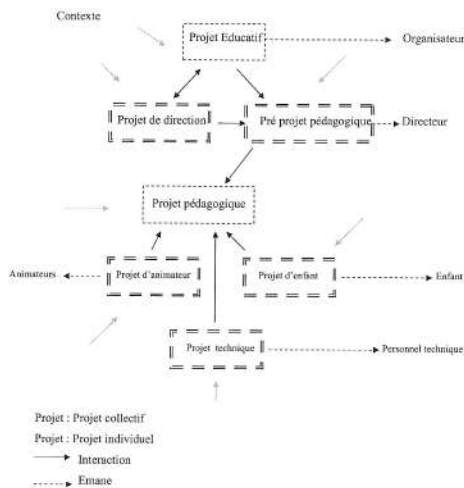 Contexte
Projet Educatif
Organisateur
Projet de direction
Pré projet pédagogique
Directeur
Projet pédagogique
Animateurs
Projet d'animateur
Projet d'enfant
Enfant
Projet technique
Personnel technique
Projet : Projet collectif
Projet : Projet individuel
Interaction
Emane